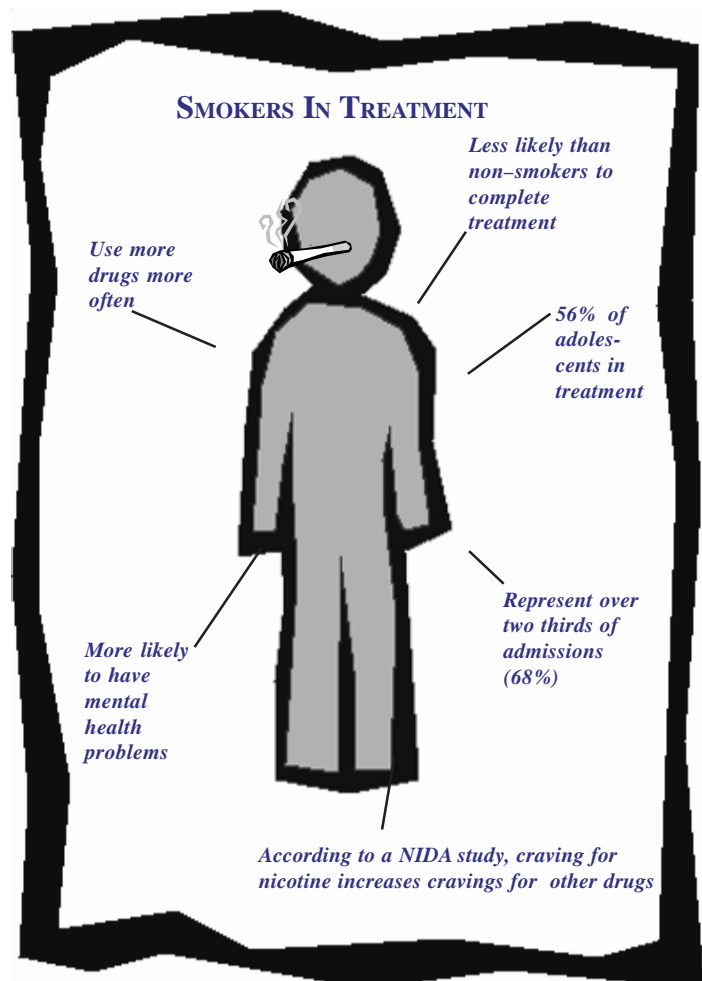 Smokers In Treatment
Less likely than
non–smokers to
complete
treatment
Use more
drugs more
often
56% of
adoles-
cents in
treatment
Represent over
two thirds of
admissions
(68%)
More likely
to have
mental
health
problems
According to a NIDA study, craving for
nicotine increases cravings for other drugs